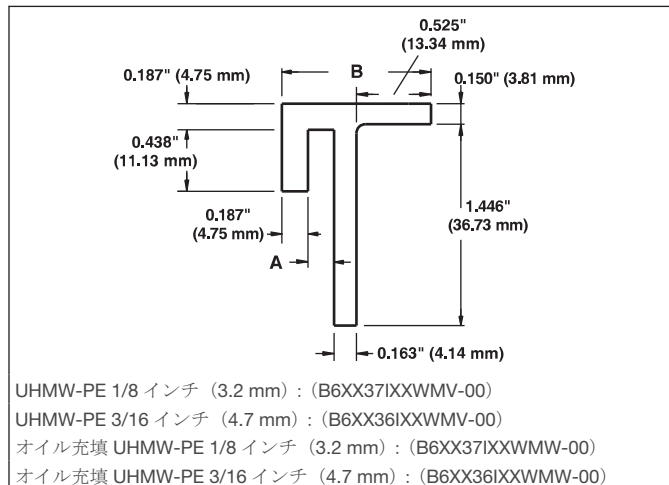 0.525"
(13.34 mm)
B
0.187" (4.75 mm)
0.150" (3.81 mm)
0.438"
(11.13 mm)
0.187"
(4.75 mm)
1.446"
(36.73 mm)
A
0.163" (4.14 mm)
UHMW-PE 1/8 インチ（3.2 mm）:（B6XX37IXXWMV-00）
UHMW-PE 3/16 インチ（4.7 mm）:（B6XX36IXXWMV-00）
オイル充填 UHMW-PE 1/8 インチ（3.2 mm）:（B6XX37IXXWMW-00）
オイル充填 UHMW-PE 3/16 インチ（4.7 mm）:（B6XX36IXXWMW-00）